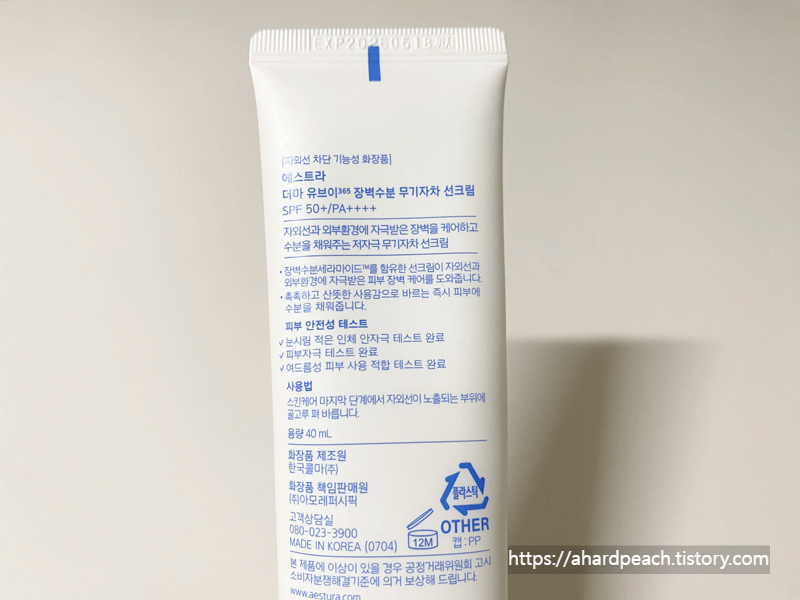 [자외선 차단 기능성 화장품]
에스트라
더마 유브이³⁶⁵ 장벽수분 무기자차 선크림
SPF 50+/PA++++
자외선과 외부환경에 자극받은 장벽을 케어하고
수분을 채워주는 저자극 무기자차 선크림
• 장벽수분세라마이드™를 함유한 선크림이 자외선과
외부환경에 자극받은 피부 장벽 케어를 도와줍니다.
• 촉촉하고 산뜻한 사용감으로 바르는 즉시 피부에
수분을 채워줍니다.
피부 안전성 테스트
✓ 눈시림 적은 인체 안자극 테스트 완료
✓ 피부자극 테스트 완료
✓ 여드름성 피부 사용 적합 테스트 완료
사용법
스킨케어 마지막 단계에서 자외선이 노출되는 부위에
골고루 펴 바릅니다.
용량 40 mL
화장품 제조원
한국콜마(주)
화장품 책임판매원
(주)아모레퍼시픽
고객상담실
080-023-3900
MADE IN KOREA (0704)
12M
플라스틱
OTHER
캡 : PP
본 제품에 이상이 있을 경우 공정거래위원회 고시
소비자분쟁해결기준에 의거 보상해 드립니다.
www.aestura.com
https://ahardpeach.tistory.com